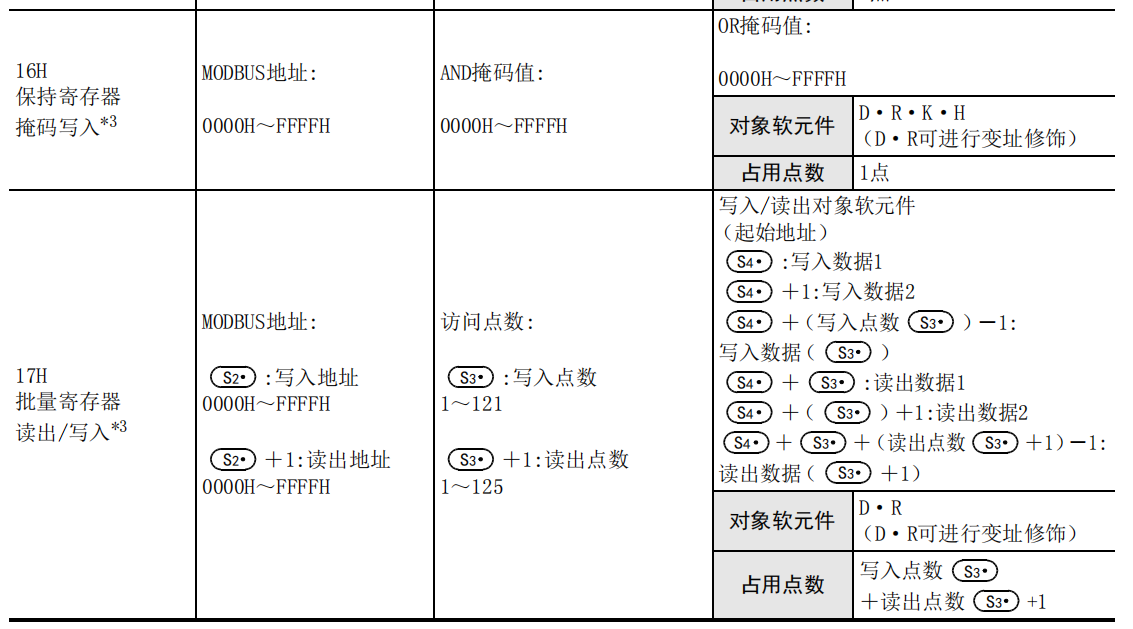 16H
保持寄存器
掩码写入*3
MODBUS地址:
0000H～FFFFH
AND掩码值:
0000H～FFFFH
OR掩码值:
0000H～FFFFH
对象软元件
D・R・K・H
（D・R可进行变址修饰）
占用点数
1点
17H
批量寄存器
读出/写入*3
MODBUS地址:
S2• :写入地址
0000H～FFFFH
S2• ＋1:读出地址
0000H～FFFFH
访问点数:
S3• :写入点数
1～121
S3• ＋1:读出点数
1～125
写入/读出对象软元件
（起始地址）
S4• :写入数据1
S4• ＋1:写入数据2
S4• ＋（写入点数 S3• ）－1:
写入数据（ S3• ）
S4• ＋ S3• :读出数据1
S4• ＋（ S3• ）＋1:读出数据2
S4• ＋ S3• ＋（读出点数 S3• ＋1）－1:
读出数据（ S3• ＋1）
对象软元件
D・R
（D・R可进行变址修饰）
占用点数
写入点数 S3•
＋读出点数 S3• +1